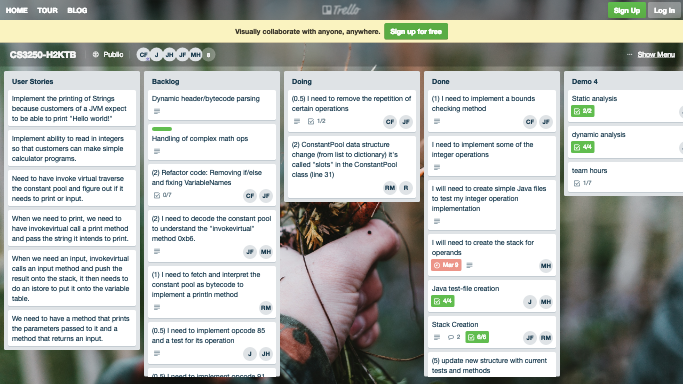 HOME TOUR BLOG
Trello
Sign Up Log In
Visually collaborate with anyone, anywhere. Sign up for free
CS3250-H2KTB
Public
CF J JH JF MH 8
··· Show Menu
User Stories
Implement the printing of Strings
because customers of a JVM expect
to be able to print "Hello world!"
Implement ability to read in integers
so that customers can make simple
calculator programs.
Need to have invoke virtual traverse
the constant pool and figure out if it
needs to print or input.
When we need to print, we need to
have invokevirtual call a print method
and pass the string it intends to print.
When we need an input, invokevirtual
calls an input method and push the
result onto the stack, it then needs to
do an istore to put it onto the variable
table.
We need to have a method that prints
the parameters passed to it and a
method that returns an input.
Backlog
Dynamic header/bytecode parsing
Handling of complex math ops
(2) Refactor code: Removing if/else
and fixing VariableNames
0/7
CF JF
(2) I need to decode the constant pool
to understand the "invokevirtual"
method 0xb6.
JF MH
(1) I need to fetch and interpret the
constant pool as bytecode to
implement a println method
RM
(0.5) I need to implement opcode 85
and a test for its operation
J JH
(0.5) I need to implement opcode 91
Doing
(0.5) I need to remove the repetition of
certain operations
1/2
CF JF
(2) ConstantPool data structure
change (from list to dictionary) it's
called "slots" in the ConstantPool
class (line 31)
RM R
Done
(1) I need to implement a bounds
checking method
CF JF
I need to implement some of the
integer operations
I will need to create simple Java files
to test my integer operation
implementation
I will need to create the stack for
operands
Mar 9
MH
Java test-file creation
4/4
J MH
Stack Creation
2 6/6
JF RM
(5) update new structure with current
tests and methods
Demo 4
Static analysis
2/2
dynamic analysis
4/4
team hours
1/7